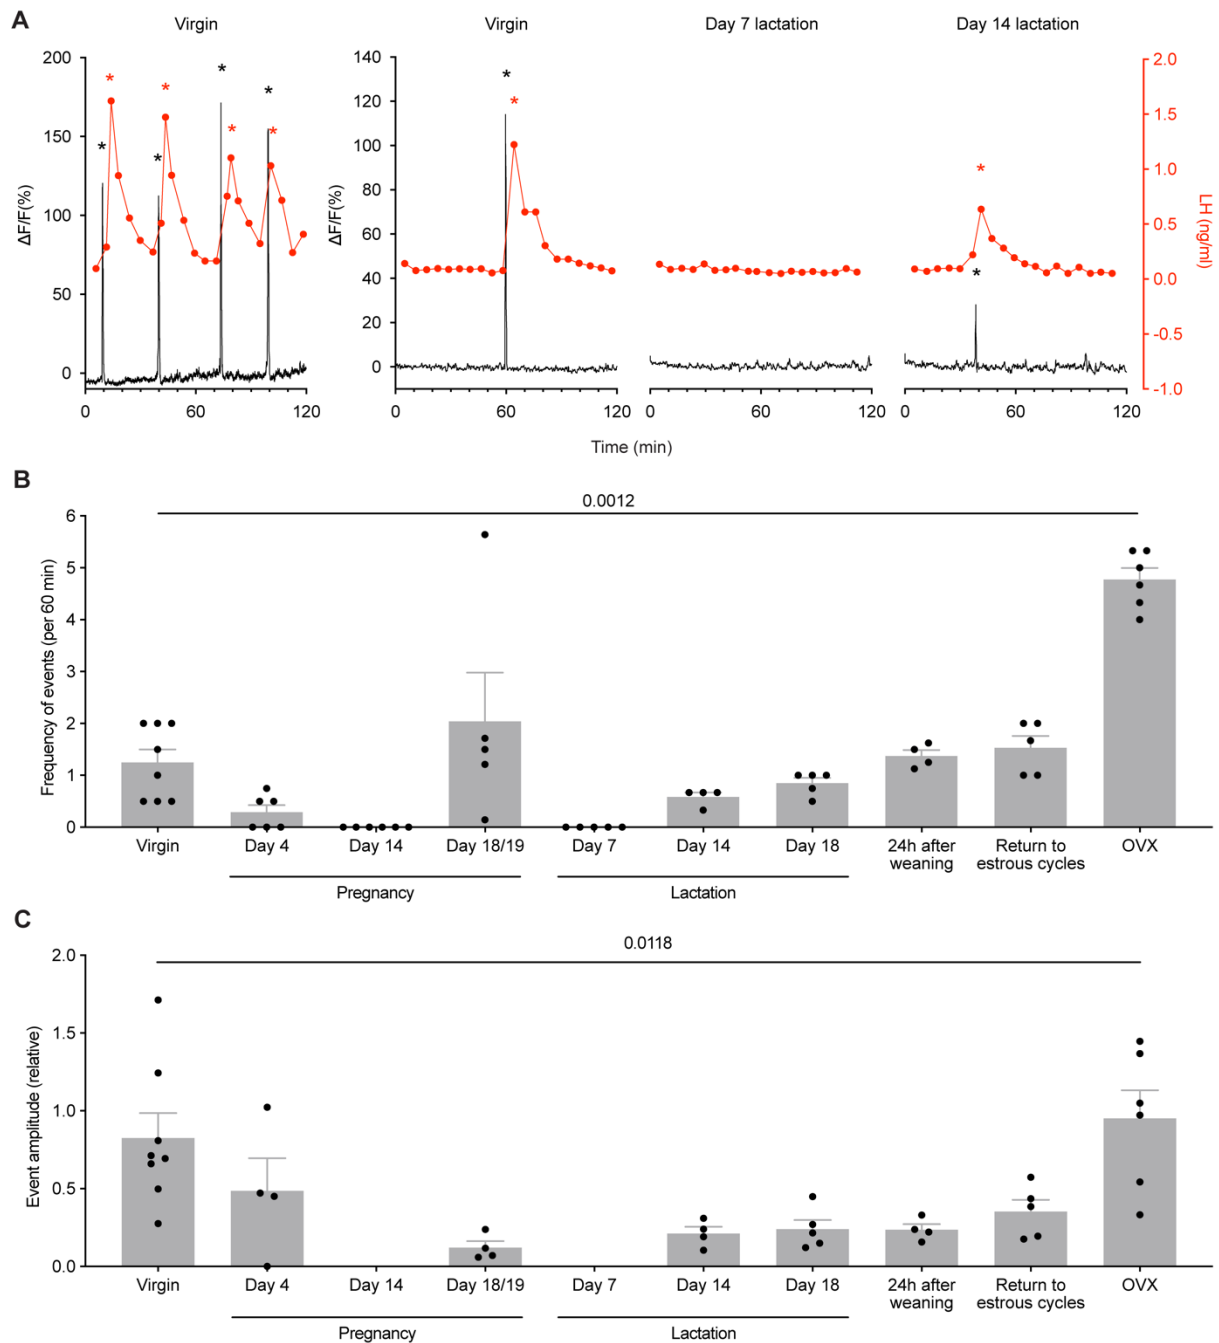 A
Virgin
Virgin
Day 7 lactation
Day 14 lactation
200
150
100
50
0
ΔF/F(%)
*
*
*
*
*
*
*
*
0
60
120
140
120
100
80
60
40
20
0
ΔF/F(%)
*
*
0
60
120
0
60
120
*
*
0
60
120
2.0
1.5
1.0
0.5
0.0
-0.5
-1.0
LH (ng/ml)
Time (min)
B
0.0012
6
5
4
3
2
1
0
Frequency of events (per 60 min)
Virgin
Day 4
Day 14
Day 18/19
Day 7
Day 14
Day 18
24h after
weaning
Return to
estrous cycles
OVX
Pregnancy
Lactation
C
0.0118
2.0
1.5
1.0
0.5
0.0
Event amplitude (relative)
Virgin
Day 4
Day 14
Day 18/19
Day 7
Day 14
Day 18
24h after
weaning
Return to
estrous cycles
OVX
Pregnancy
Lactation